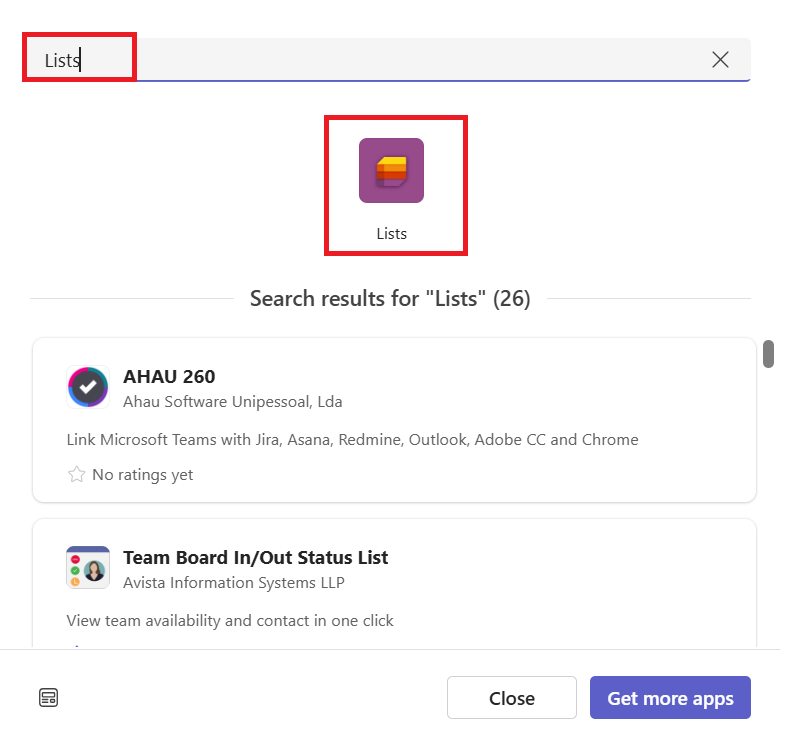 Lists
Lists
Search results for "Lists" (26)
AHAU 260
Ahau Software Unipessoal, Lda
Link Microsoft Teams with Jira, Asana, Redmine, Outlook, Adobe CC and Chrome
No ratings yet
Team Board In/Out Status List
Avista Information Systems LLP
View team availability and contact in one click
Close
Get more apps